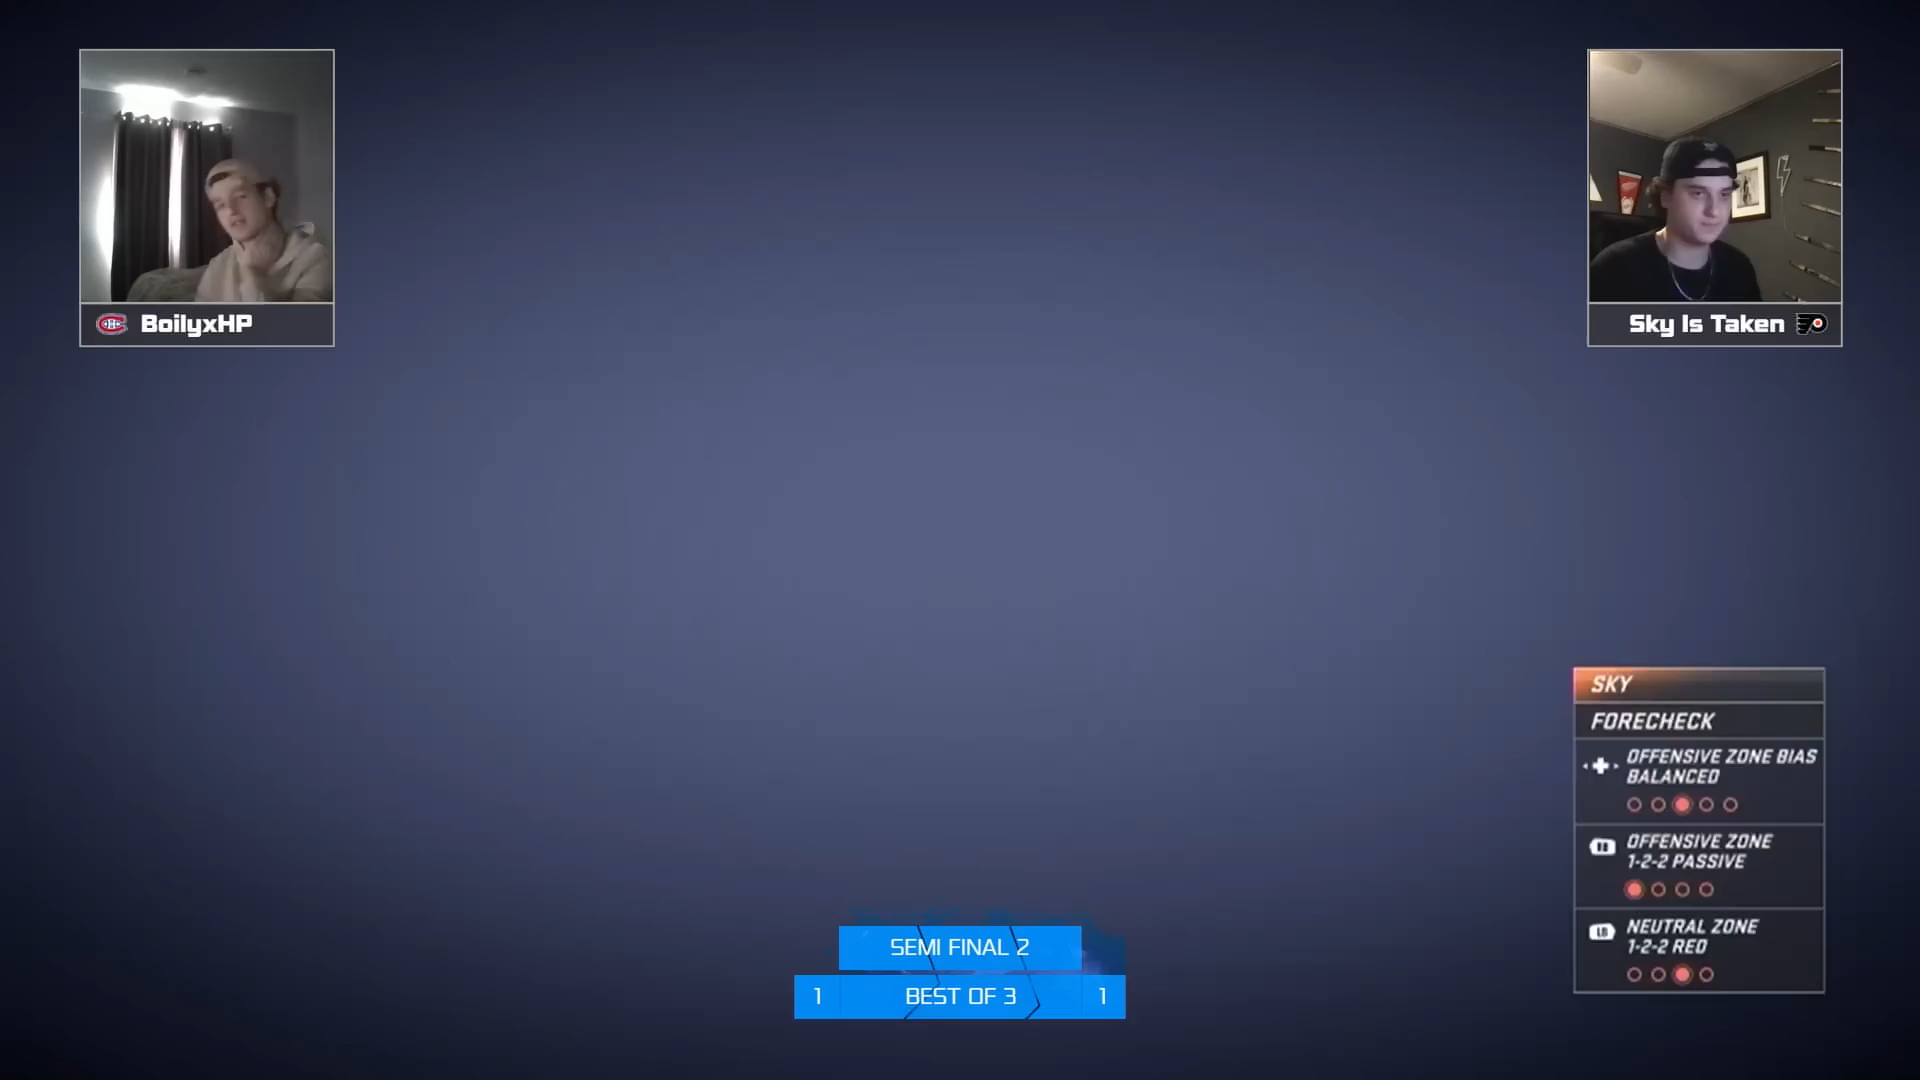 BoilyxHP
Sky Is Taken
SKY
FORECHECK
OFFENSIVE ZONE BIAS
BALANCED
OFFENSIVE ZONE
1-2-2 PASSIVE
NEUTRAL ZONE
1-2-2 RED
SEMI FINAL 2
1 BEST OF 3 1